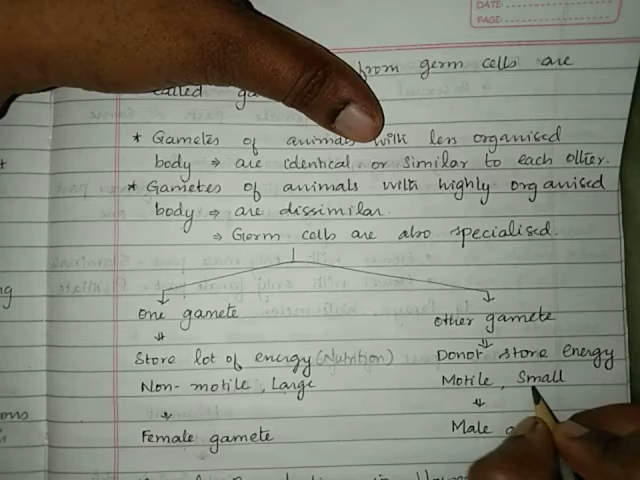 DATE:
PAGE:
from germ cells are
called
* Gametes of animals with less organised
body ⇒ are identical or similar to each other.
* Gametes of animals with highly organised
body ⇒ are dissimilar.
⇒ Germ cells are also specialised.
One gamete
Other gamete
Store lot of energy (Nutrition)
Donot store energy
Non-motile, Large
Motile, Small
Female gamete
Male